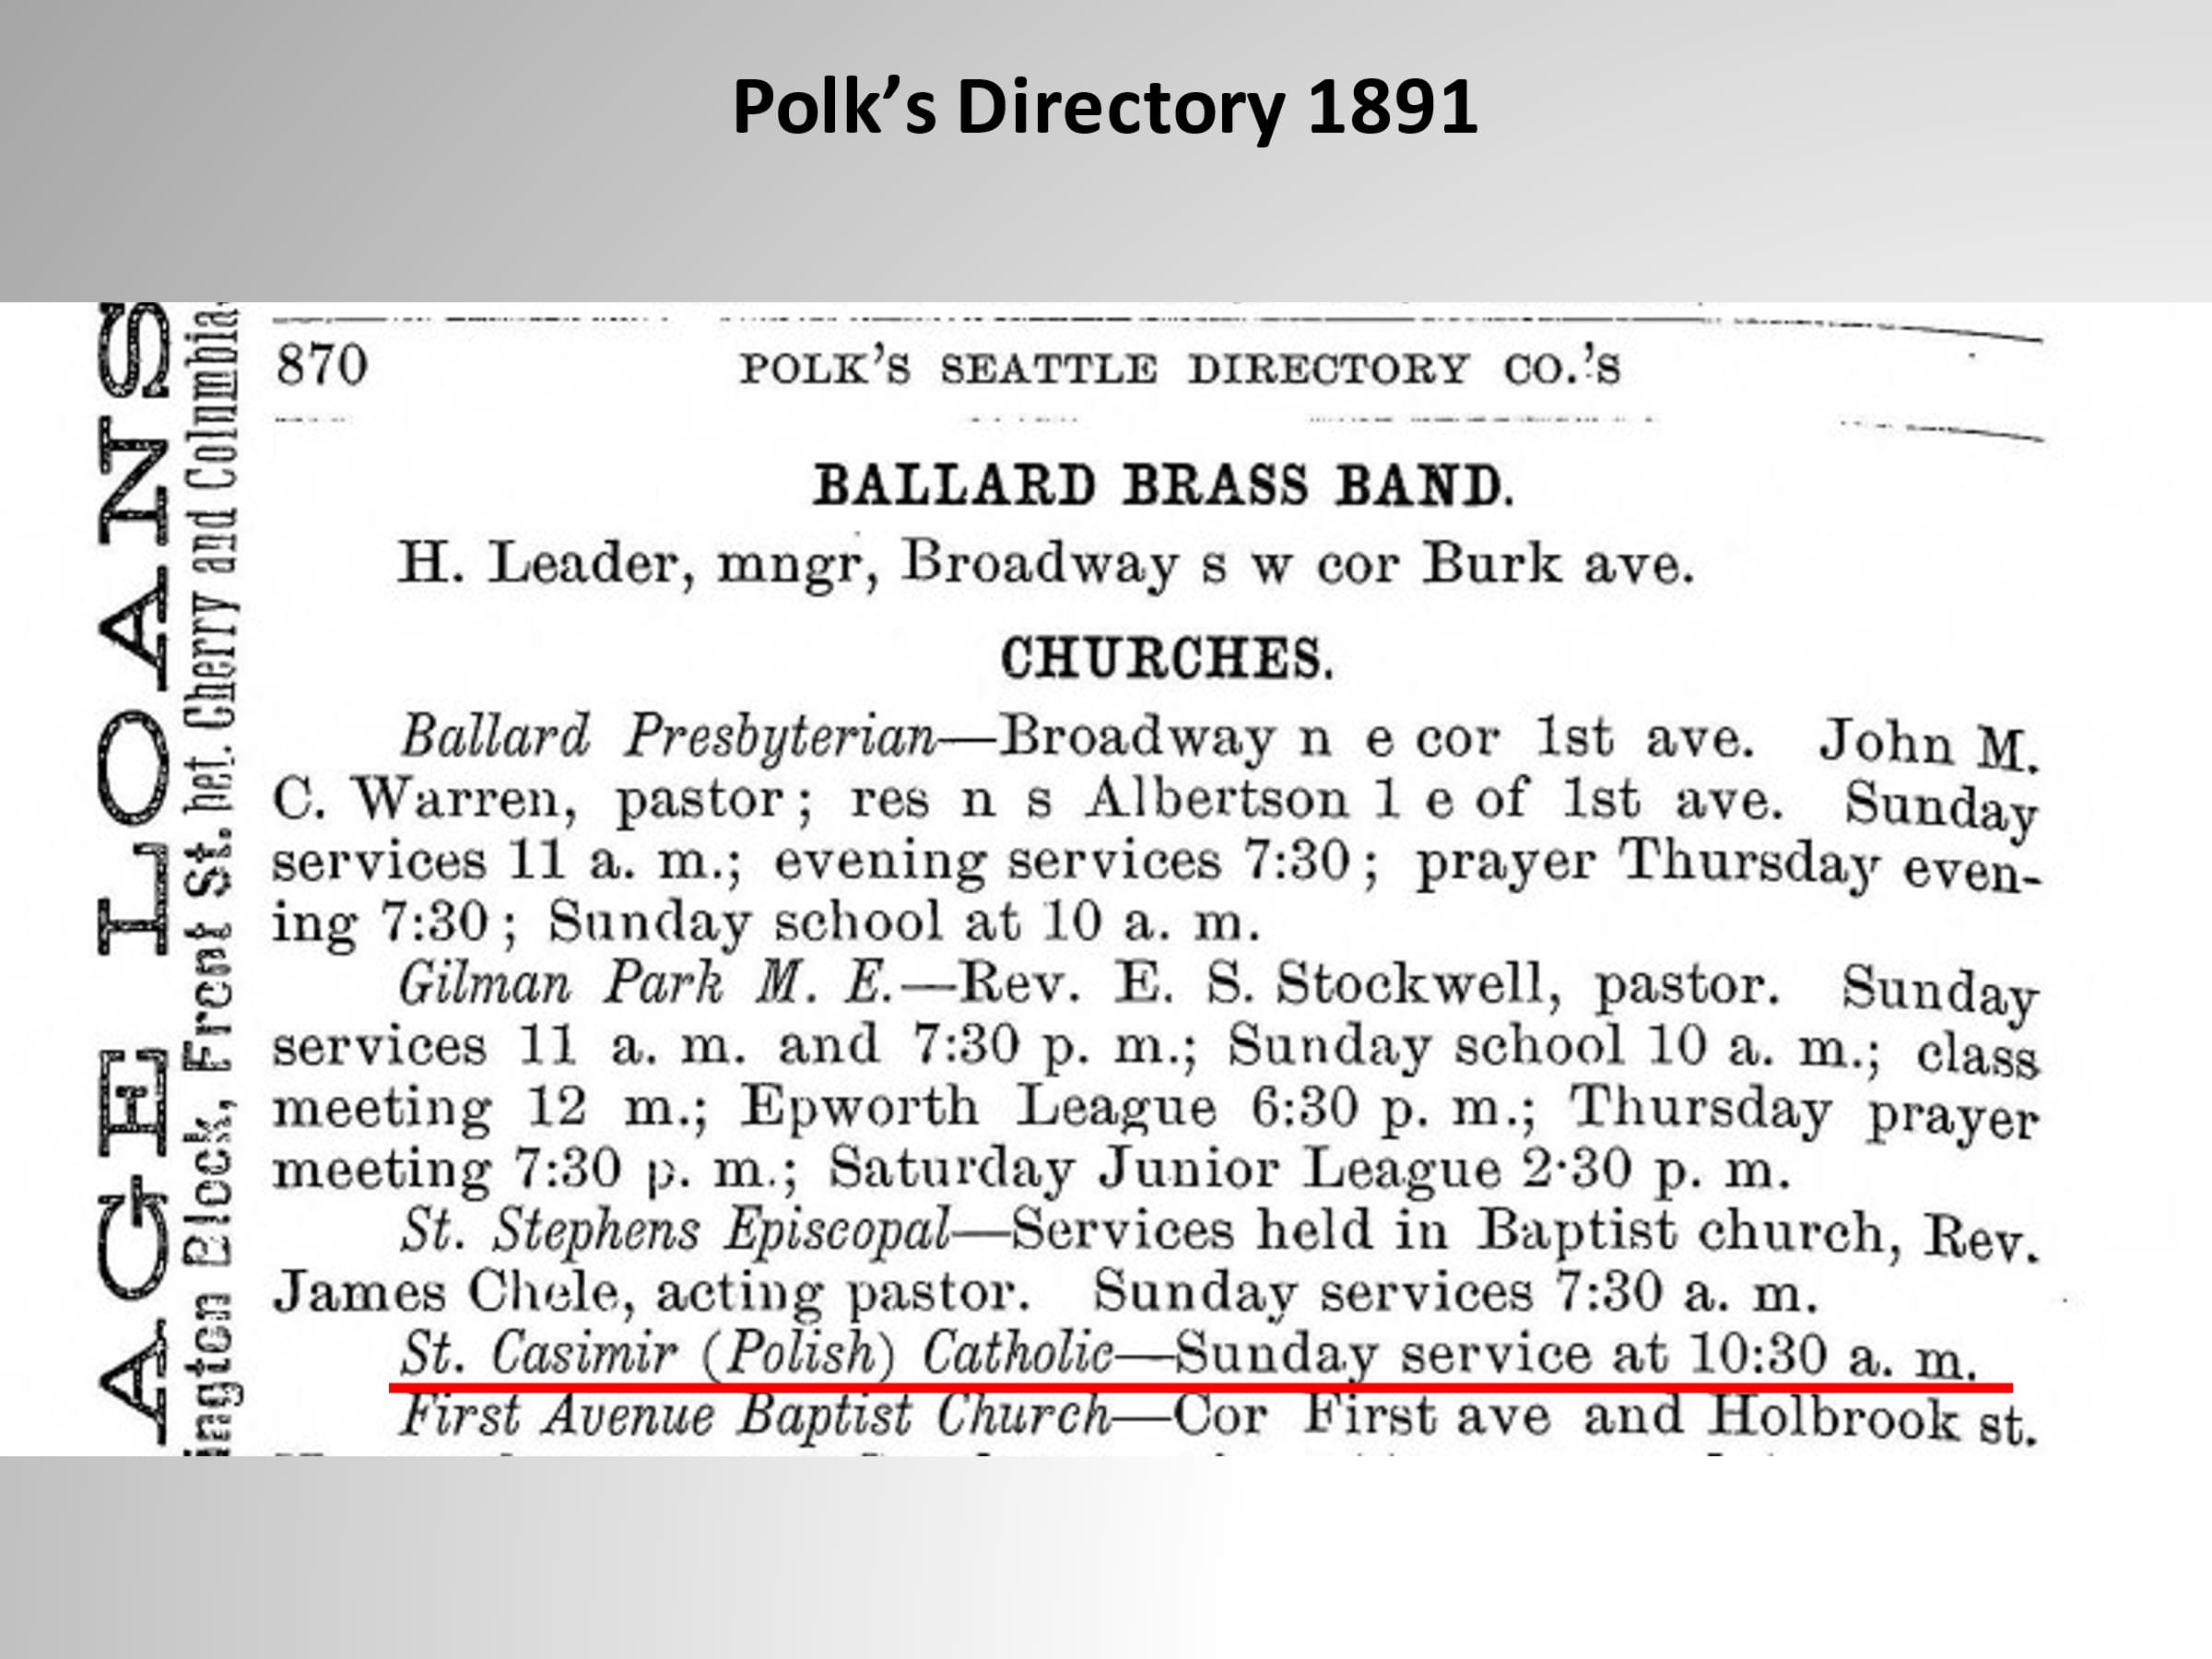 Polk’s Directory 1891
870 POLK'S SEATTLE DIRECTORY CO.'S
BALLARD BRASS BAND.
H. Leader, mngr, Broadway s w cor Burk ave.
CHURCHES.
Ballard Presbyterian—Broadway n e cor 1st ave. John M.
C. Warren, pastor; res n s Albertson 1 e of 1st ave. Sunday
services 11 a. m.; evening services 7:30; prayer Thursday even-
ing 7:30; Sunday school at 10 a. m.
Gilman Park M. E.—Rev. E. S. Stockwell, pastor. Sunday
services 11 a. m. and 7:30 p. m.; Sunday school 10 a. m.; class
meeting 12 m.; Epworth League 6:30 p. m.; Thursday prayer
meeting 7:30 p. m.; Saturday Junior League 2·30 p. m.
St. Stephens Episcopal—Services held in Baptist church, Rev.
James Chele, acting pastor. Sunday services 7:30 a. m.
St. Casimir (Polish) Catholic—Sunday service at 10:30 a. m.
First Avenue Baptist Church—Cor First ave and Holbrook st.
AGE LOANS
ington Block, Front St. bet. Cherry and Columbia